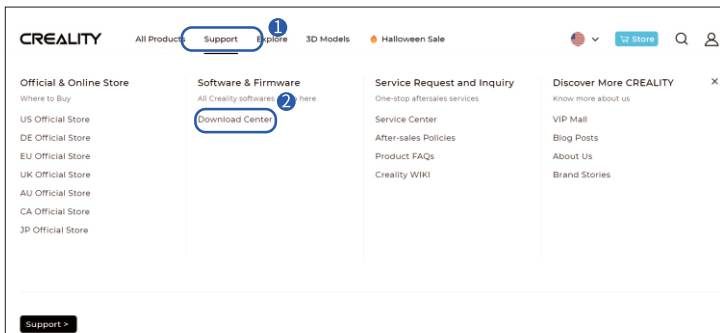 1
CREALITY All Products Support Explore 3D Models Halloween Sale Store
Official & Online Store
Where to Buy
US Official Store
DE Official Store
EU Official Store
UK Official Store
AU Official Store
CA Official Store
JP Official Store
Software & Firmware
All Creality softwares here
2
Download Center
Service Request and Inquiry
One-stop aftersales services
Service Center
After-sales Policies
Product FAQs
Creality WIKI
Discover More CREALITY
Know more about us
VIP Mall
Blog Posts
About Us
Brand Stories
×
Support >